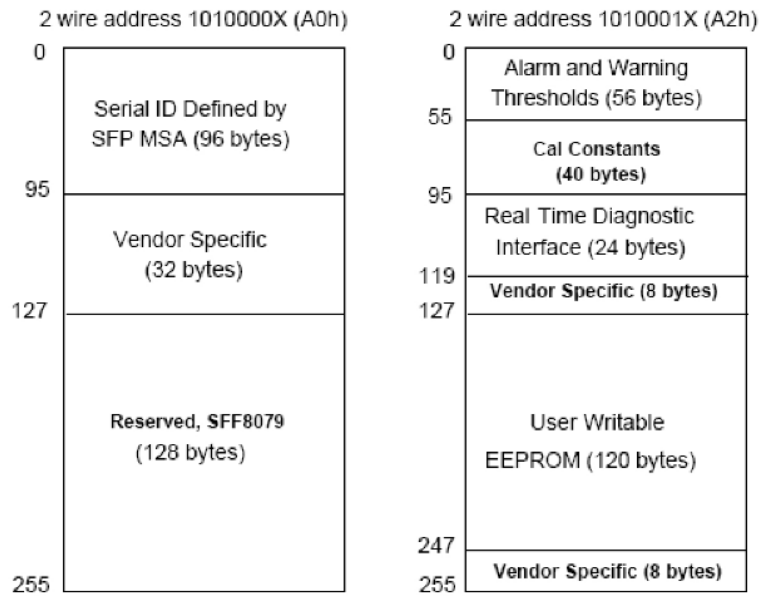 2 wire address 1010000X (A0h)
0
Serial ID Defined by
SFP MSA (96 bytes)
95
Vendor Specific
(32 bytes)
127
Reserved, SFF8079
(128 bytes)
255
2 wire address 1010001X (A2h)
0
Alarm and Warning
Thresholds (56 bytes)
55
Cal Constants
(40 bytes)
95
Real Time Diagnostic
Interface (24 bytes)
119
Vendor Specific (8 bytes)
127
User Writable
EEPROM (120 bytes)
247
Vendor Specific (8 bytes)
255